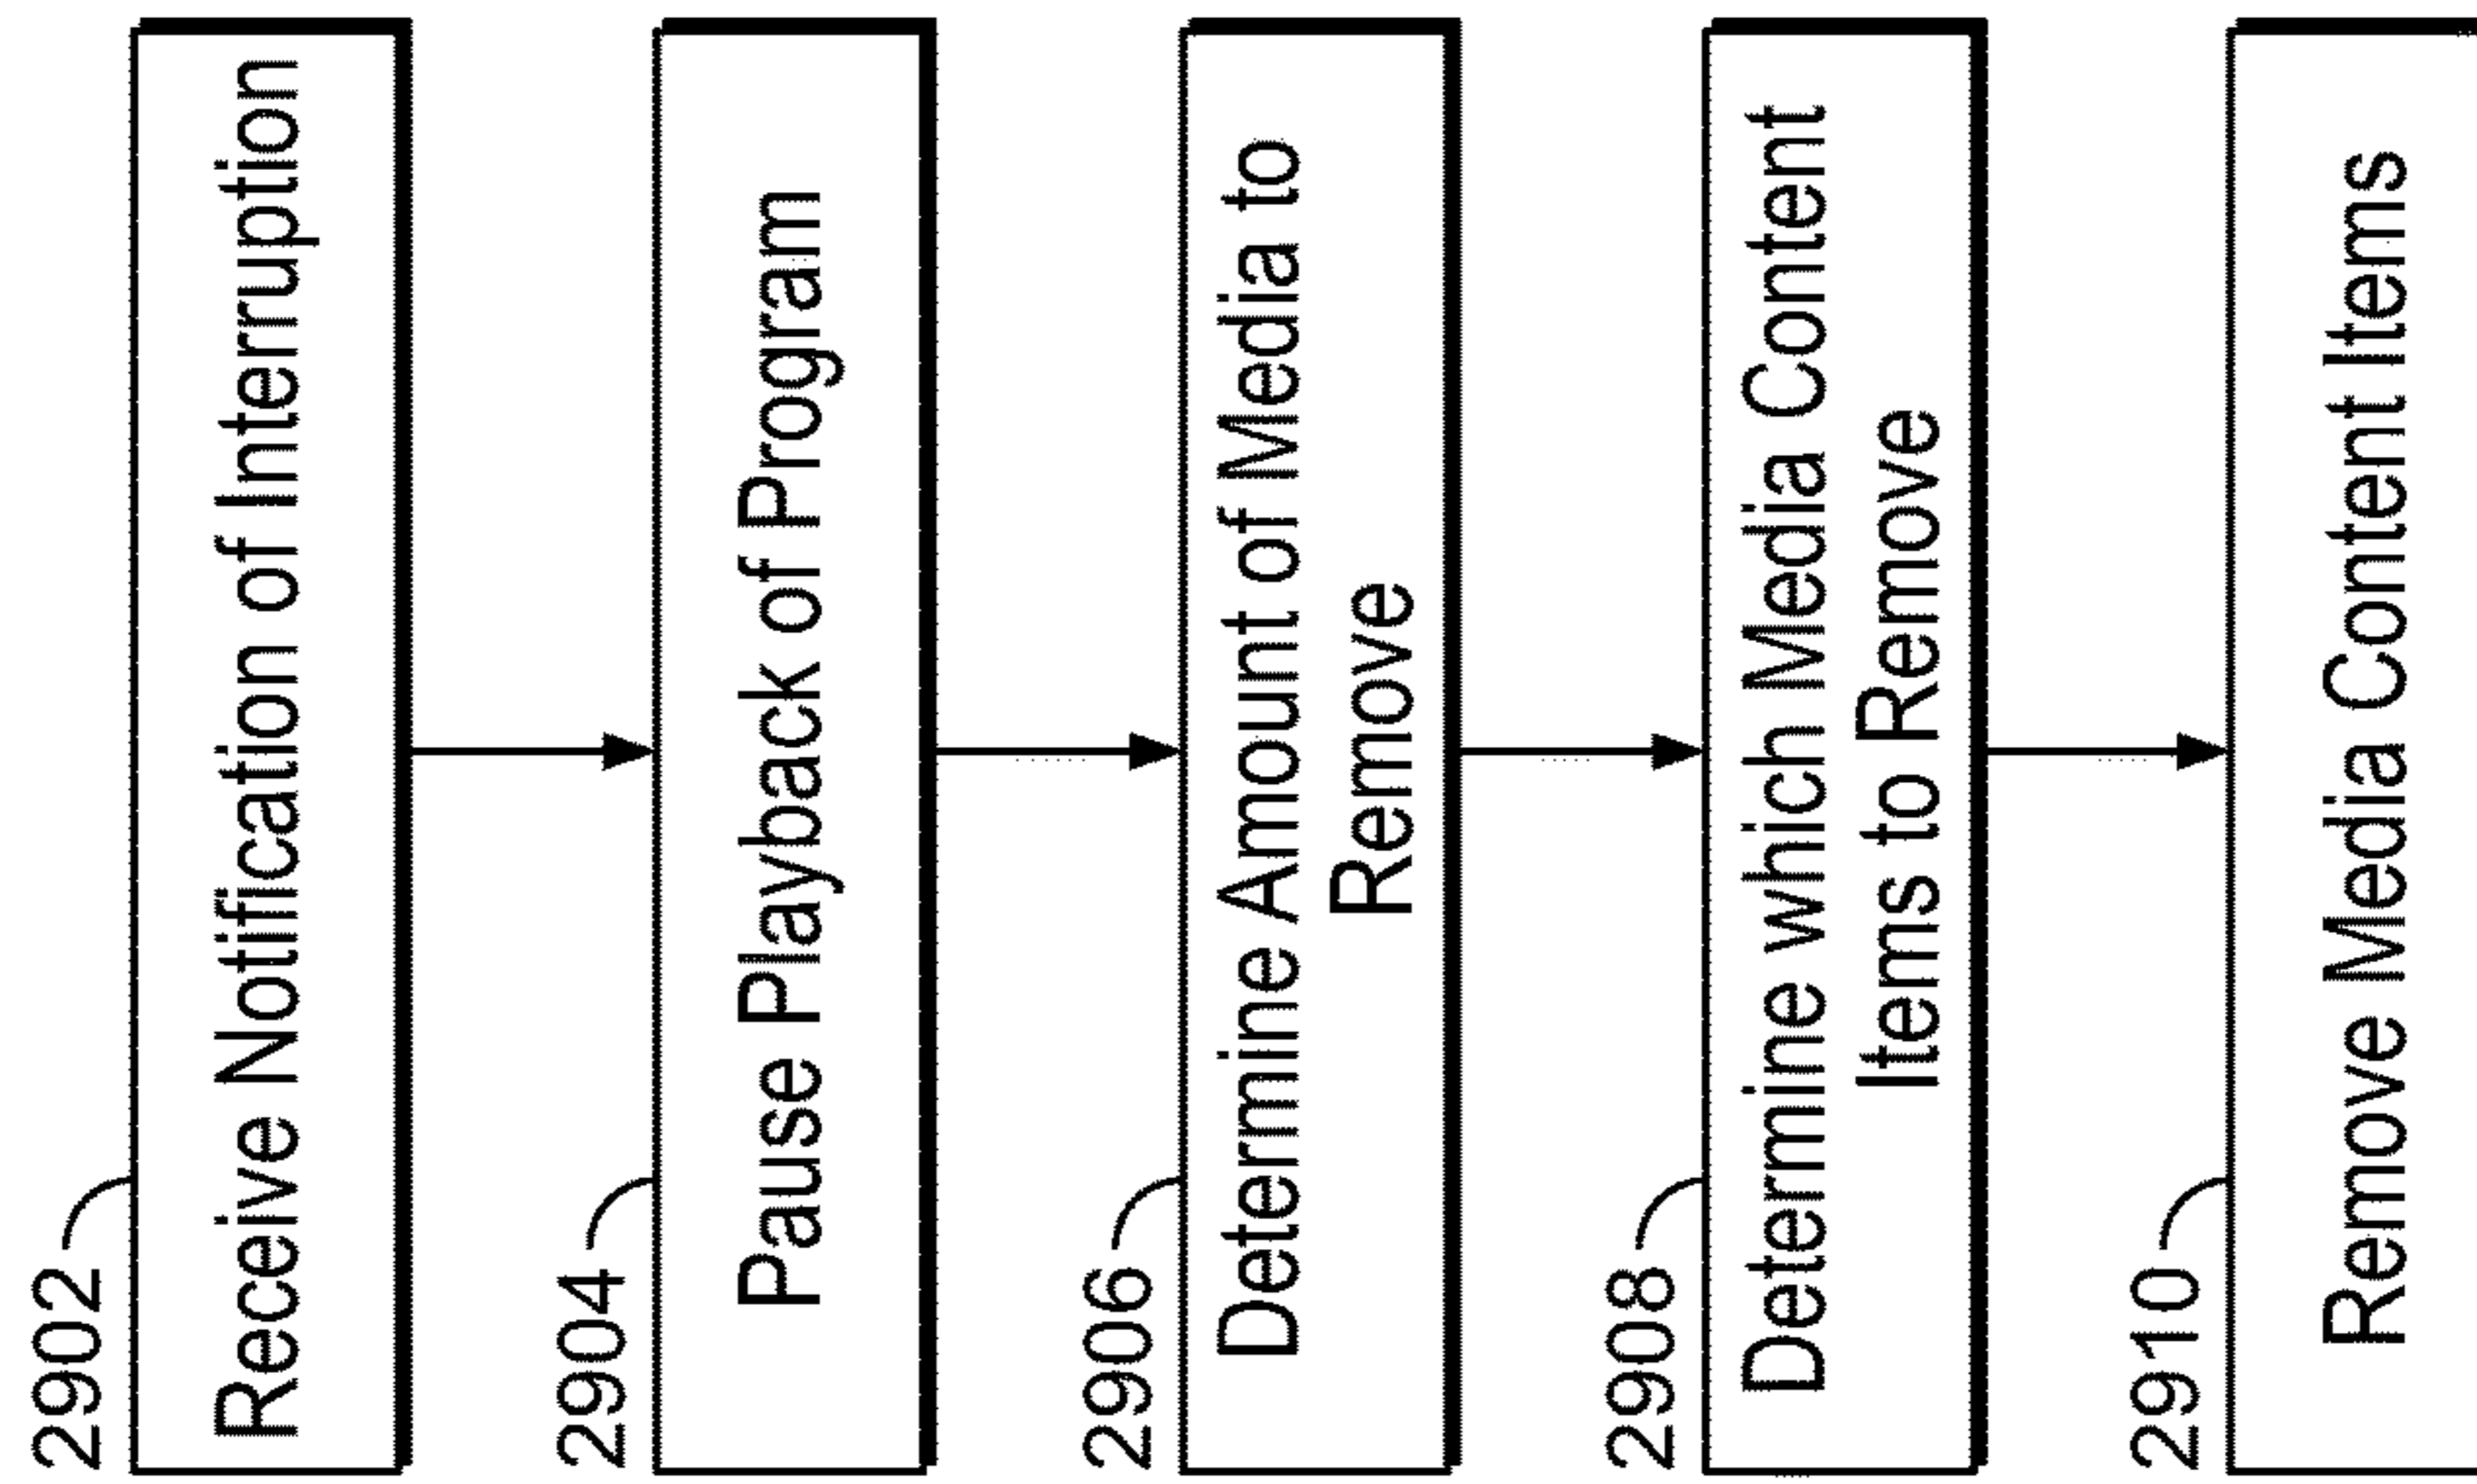 2902
Receive Notification of Interruption
2904
Pause Playback of Program
2906
Determine Amount of Media to
Remove
2908
Determine which Media Content
Items to Remove
2910
Remove Media Content Items